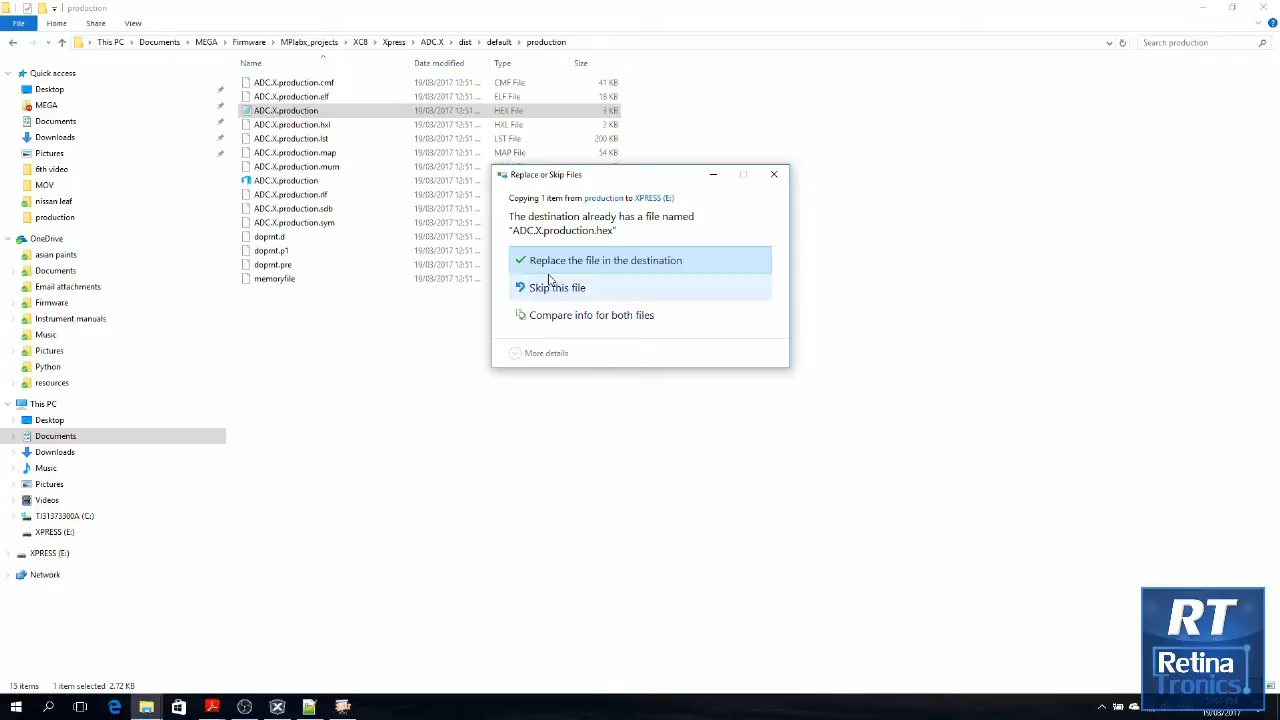 production
File Home Share View
This PC Documents MEGA Firmware MPlabx_projects XC8 Xpress ADC.X dist default production
Search production
Name Date modified Type Size
Quick access
Desktop
MEGA
Documents
Downloads
Pictures
6th video
MOV
nissan leaf
production
OneDrive
asian paints
Documents
Email attachments
Firmware
Instrument manuals
Music
Pictures
Python
resources
This PC
Desktop
Documents
Downloads
Music
Pictures
Videos
TI31373300A (C:)
XPRESS (E:)
XPRESS (E:)
Network
ADC.X.production.cmf 19/03/2017 12:51 ... CMF File 41 KB
ADC.X.production.elf 19/03/2017 12:51 ... ELF File 18 KB
ADC.X.production 19/03/2017 12:51 ... HEX File 3 KB
ADC.X.production.hxl 19/03/2017 12:51 ... HXL File 2 KB
ADC.X.production.lst 19/03/2017 12:51 ... LST File 200 KB
ADC.X.production.map 19/03/2017 12:51 ... MAP File 54 KB
ADC.X.production.mum 19/03/2017 12:51 ...
ADC.X.production 19/03/2017 12:51 ...
ADC.X.production.rlf 19/03/2017 12:51 ...
ADC.X.production.sdb 19/03/2017 12:51 ...
ADC.X.production.sym 19/03/2017 12:51 ...
doprnt.d 19/03/2017 12:51 ...
doprnt.p1 19/03/2017 12:51 ...
doprnt.pre 19/03/2017 12:51 ...
memoryfile 19/03/2017 12:51 ...
Replace or Skip Files
Copying 1 item from production to XPRESS (E:)
The destination already has a file named
"ADC.X.production.hex"
Replace the file in the destination
Skip this file
Compare info for both files
More details
15 items 1 item selected 2.72 KB
RT
Retina
Tronics
19/03/2017